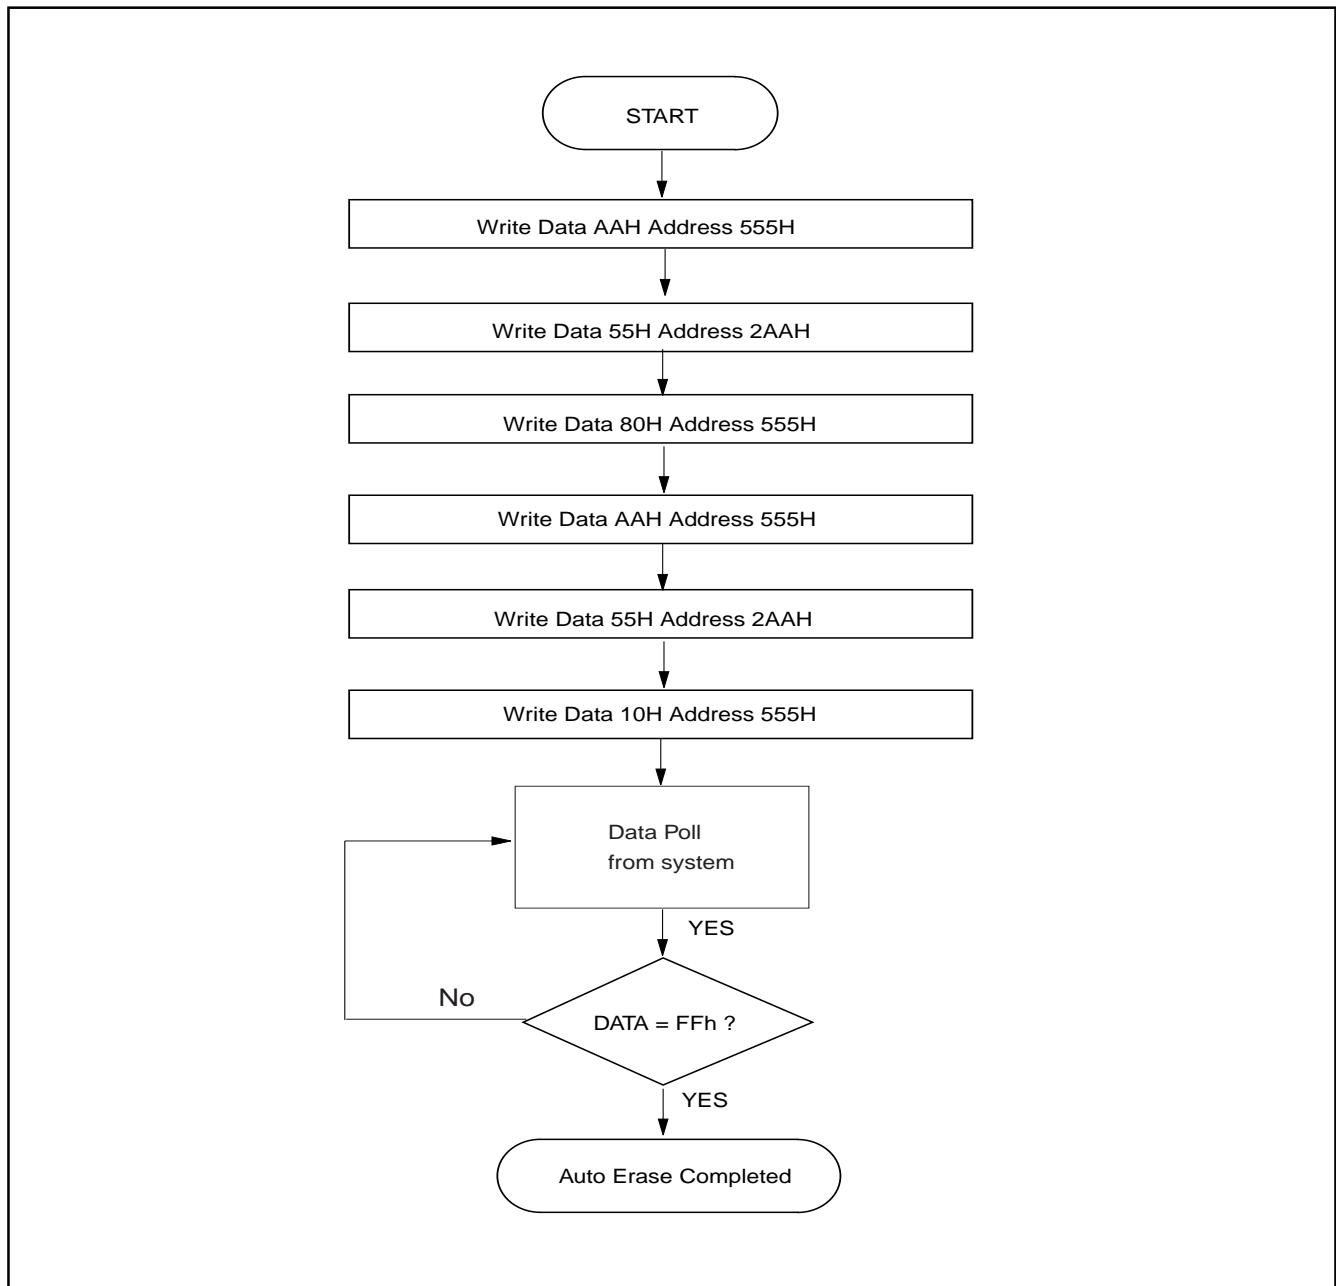 START
Write Data AAH Address 555H
Write Data 55H Address 2AAH
Write Data 80H Address 555H
Write Data AAH Address 555H
Write Data 55H Address 2AAH
Write Data 10H Address 555H
Data Poll
from system
YES
No
DATA = FFh ?
YES
Auto Erase Completed